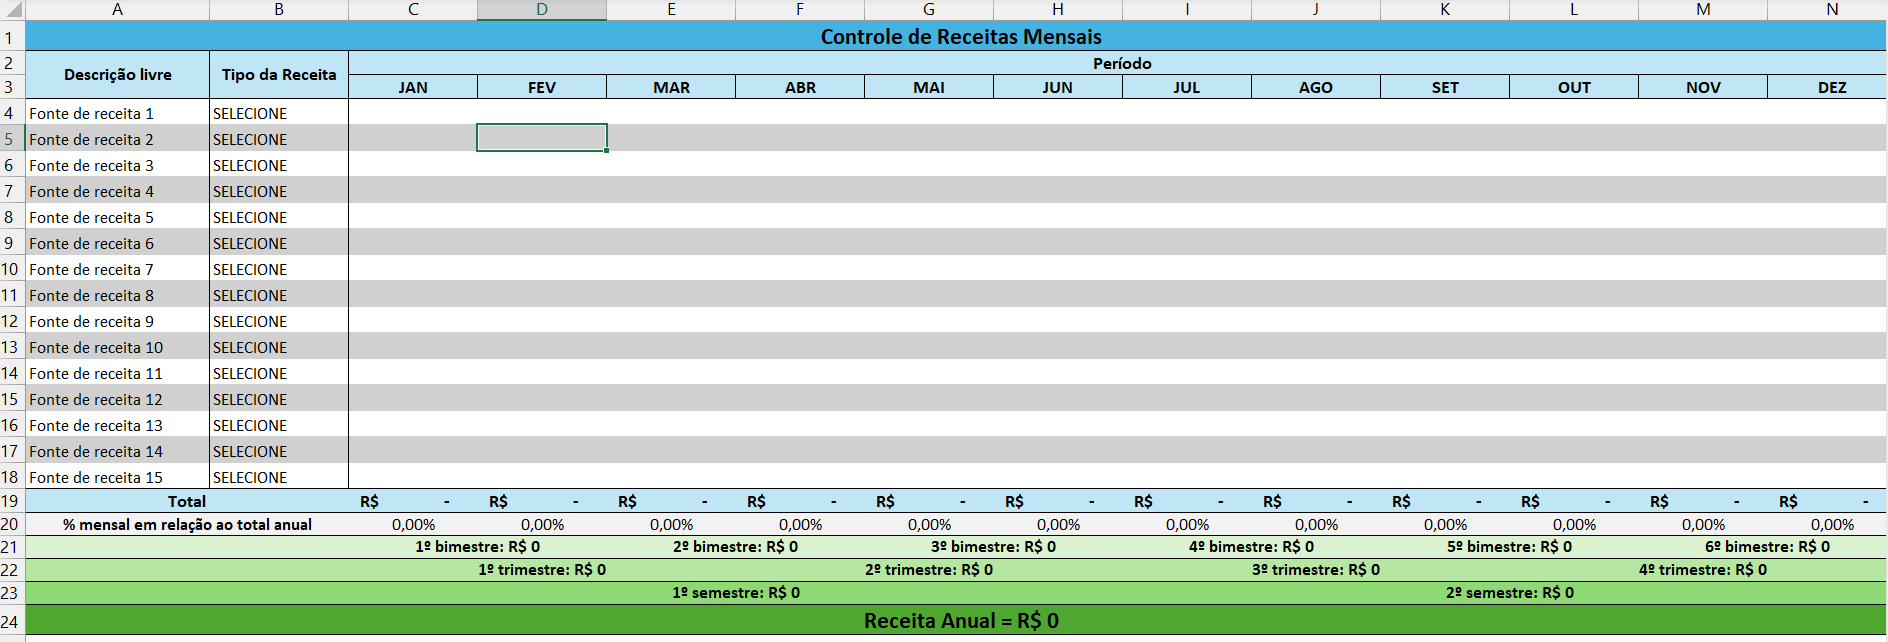 A B C D E F G H I J K L M N
1 Controle de Receitas Mensais
2 Descrição livre Tipo da Receita Período
3 JAN FEV MAR ABR MAI JUN JUL AGO SET OUT NOV DEZ
4 Fonte de receita 1 SELECIONE
5 Fonte de receita 2 SELECIONE
6 Fonte de receita 3 SELECIONE
7 Fonte de receita 4 SELECIONE
8 Fonte de receita 5 SELECIONE
9 Fonte de receita 6 SELECIONE
10 Fonte de receita 7 SELECIONE
11 Fonte de receita 8 SELECIONE
12 Fonte de receita 9 SELECIONE
13 Fonte de receita 10 SELECIONE
14 Fonte de receita 11 SELECIONE
15 Fonte de receita 12 SELECIONE
16 Fonte de receita 13 SELECIONE
17 Fonte de receita 14 SELECIONE
18 Fonte de receita 15 SELECIONE
19 Total R$ - R$ - R$ - R$ - R$ - R$ - R$ - R$ - R$ - R$ - R$ - R$ -
20 % mensal em relação ao total anual 0,00% 0,00% 0,00% 0,00% 0,00% 0,00% 0,00% 0,00% 0,00% 0,00% 0,00% 0,00%
21 1º bimestre: R$ 0 2º bimestre: R$ 0 3º bimestre: R$ 0 4º bimestre: R$ 0 5º bimestre: R$ 0 6º bimestre: R$ 0
22 1º trimestre: R$ 0 2º trimestre: R$ 0 3º trimestre: R$ 0 4º trimestre: R$ 0
23 1º semestre: R$ 0 2º semestre: R$ 0
24 Receita Anual = R$ 0